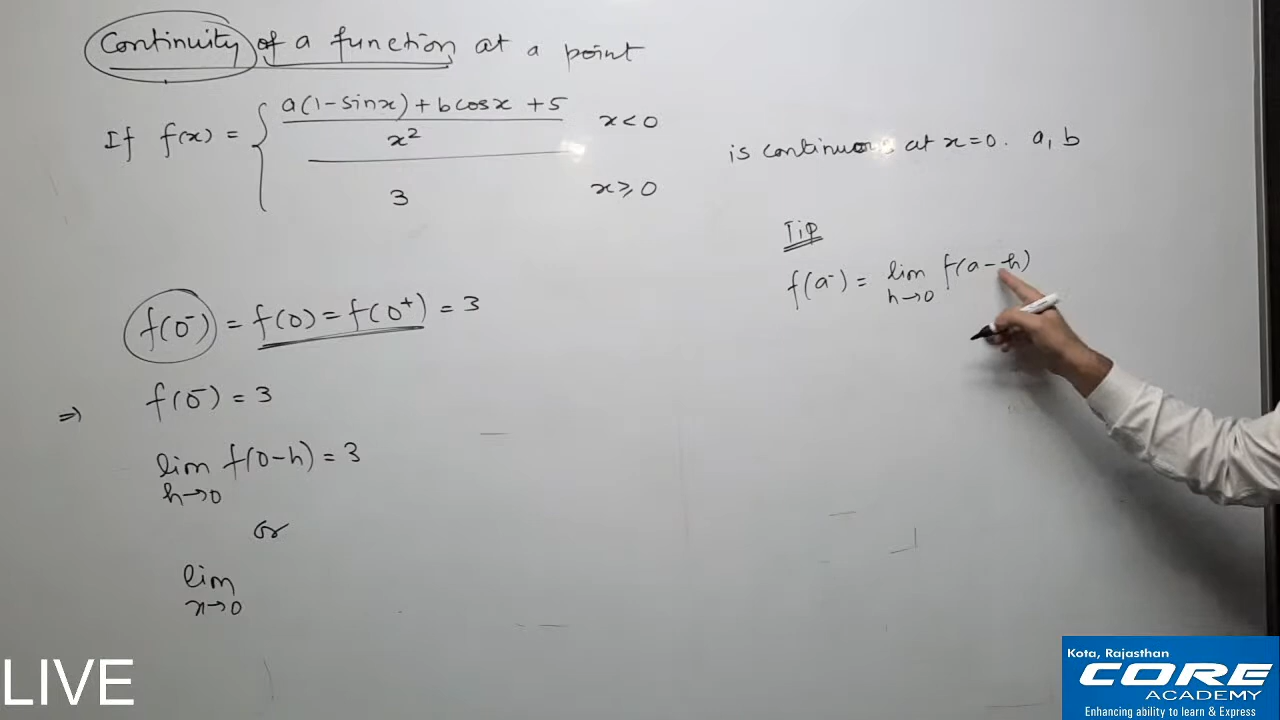 Continuity of a function at a point
If f(x) = { a(1-sinx)+bcosx +5 / x² x<0
3 x≥0
is continuous at x=0. a, b
Tip
f(a⁻) = lim h→0 f(a-h)
f(0⁻) = f(0) = f(0⁺) = 3
⇒ f(0⁻) = 3
lim h→0 f(0-h) = 3
or
lim x→0
LIVE
Kota, Rajasthan
CORE
ACADEMY
Enhancing ability to learn & Express